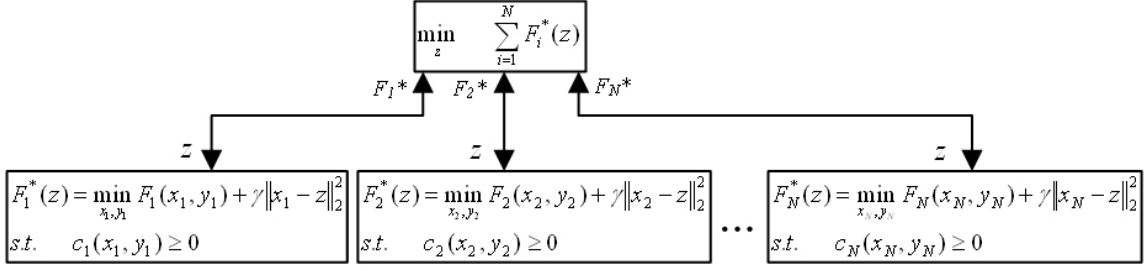 min_z ∑_{i=1}^{N} F_i^*(z)
F_1* F_2* F_N*
z z z
F_1^*(z) = min_{x_1,y_1} F_1(x_1, y_1) + γ‖x_1 − z‖_2^2
s.t. c_1(x_1, y_1) ≥ 0
F_2^*(z) = min_{x_2,y_2} F_2(x_2, y_2) + γ‖x_2 − z‖_2^2
s.t. c_2(x_2, y_2) ≥ 0
...
F_N^*(z) = min_{x_N,y_N} F_N(x_N, y_N) + γ‖x_N − z‖_2^2
s.t. c_N(x_N, y_N) ≥ 0